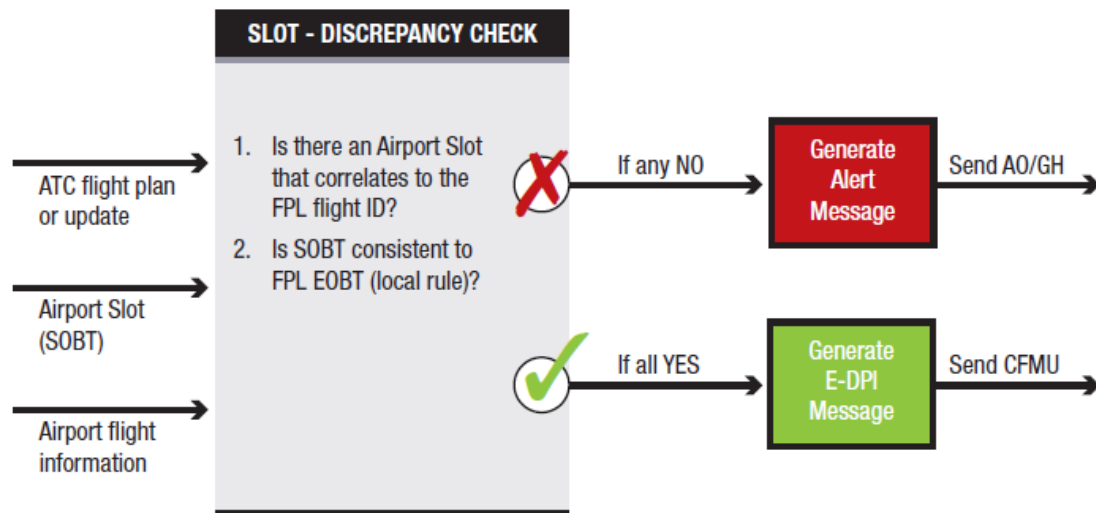 SLOT - DISCREPANCY CHECK
ATC flight plan
or update
Airport Slot
(SOBT)
Airport flight
information
1. Is there an Airport Slot
that correlates to the
FPL flight ID?
2. Is SOBT consistent to
FPL EOBT (local rule)?
If any NO
Generate
Alert
Message
Send AO/GH
If all YES
Generate
E-DPI
Message
Send CFMU